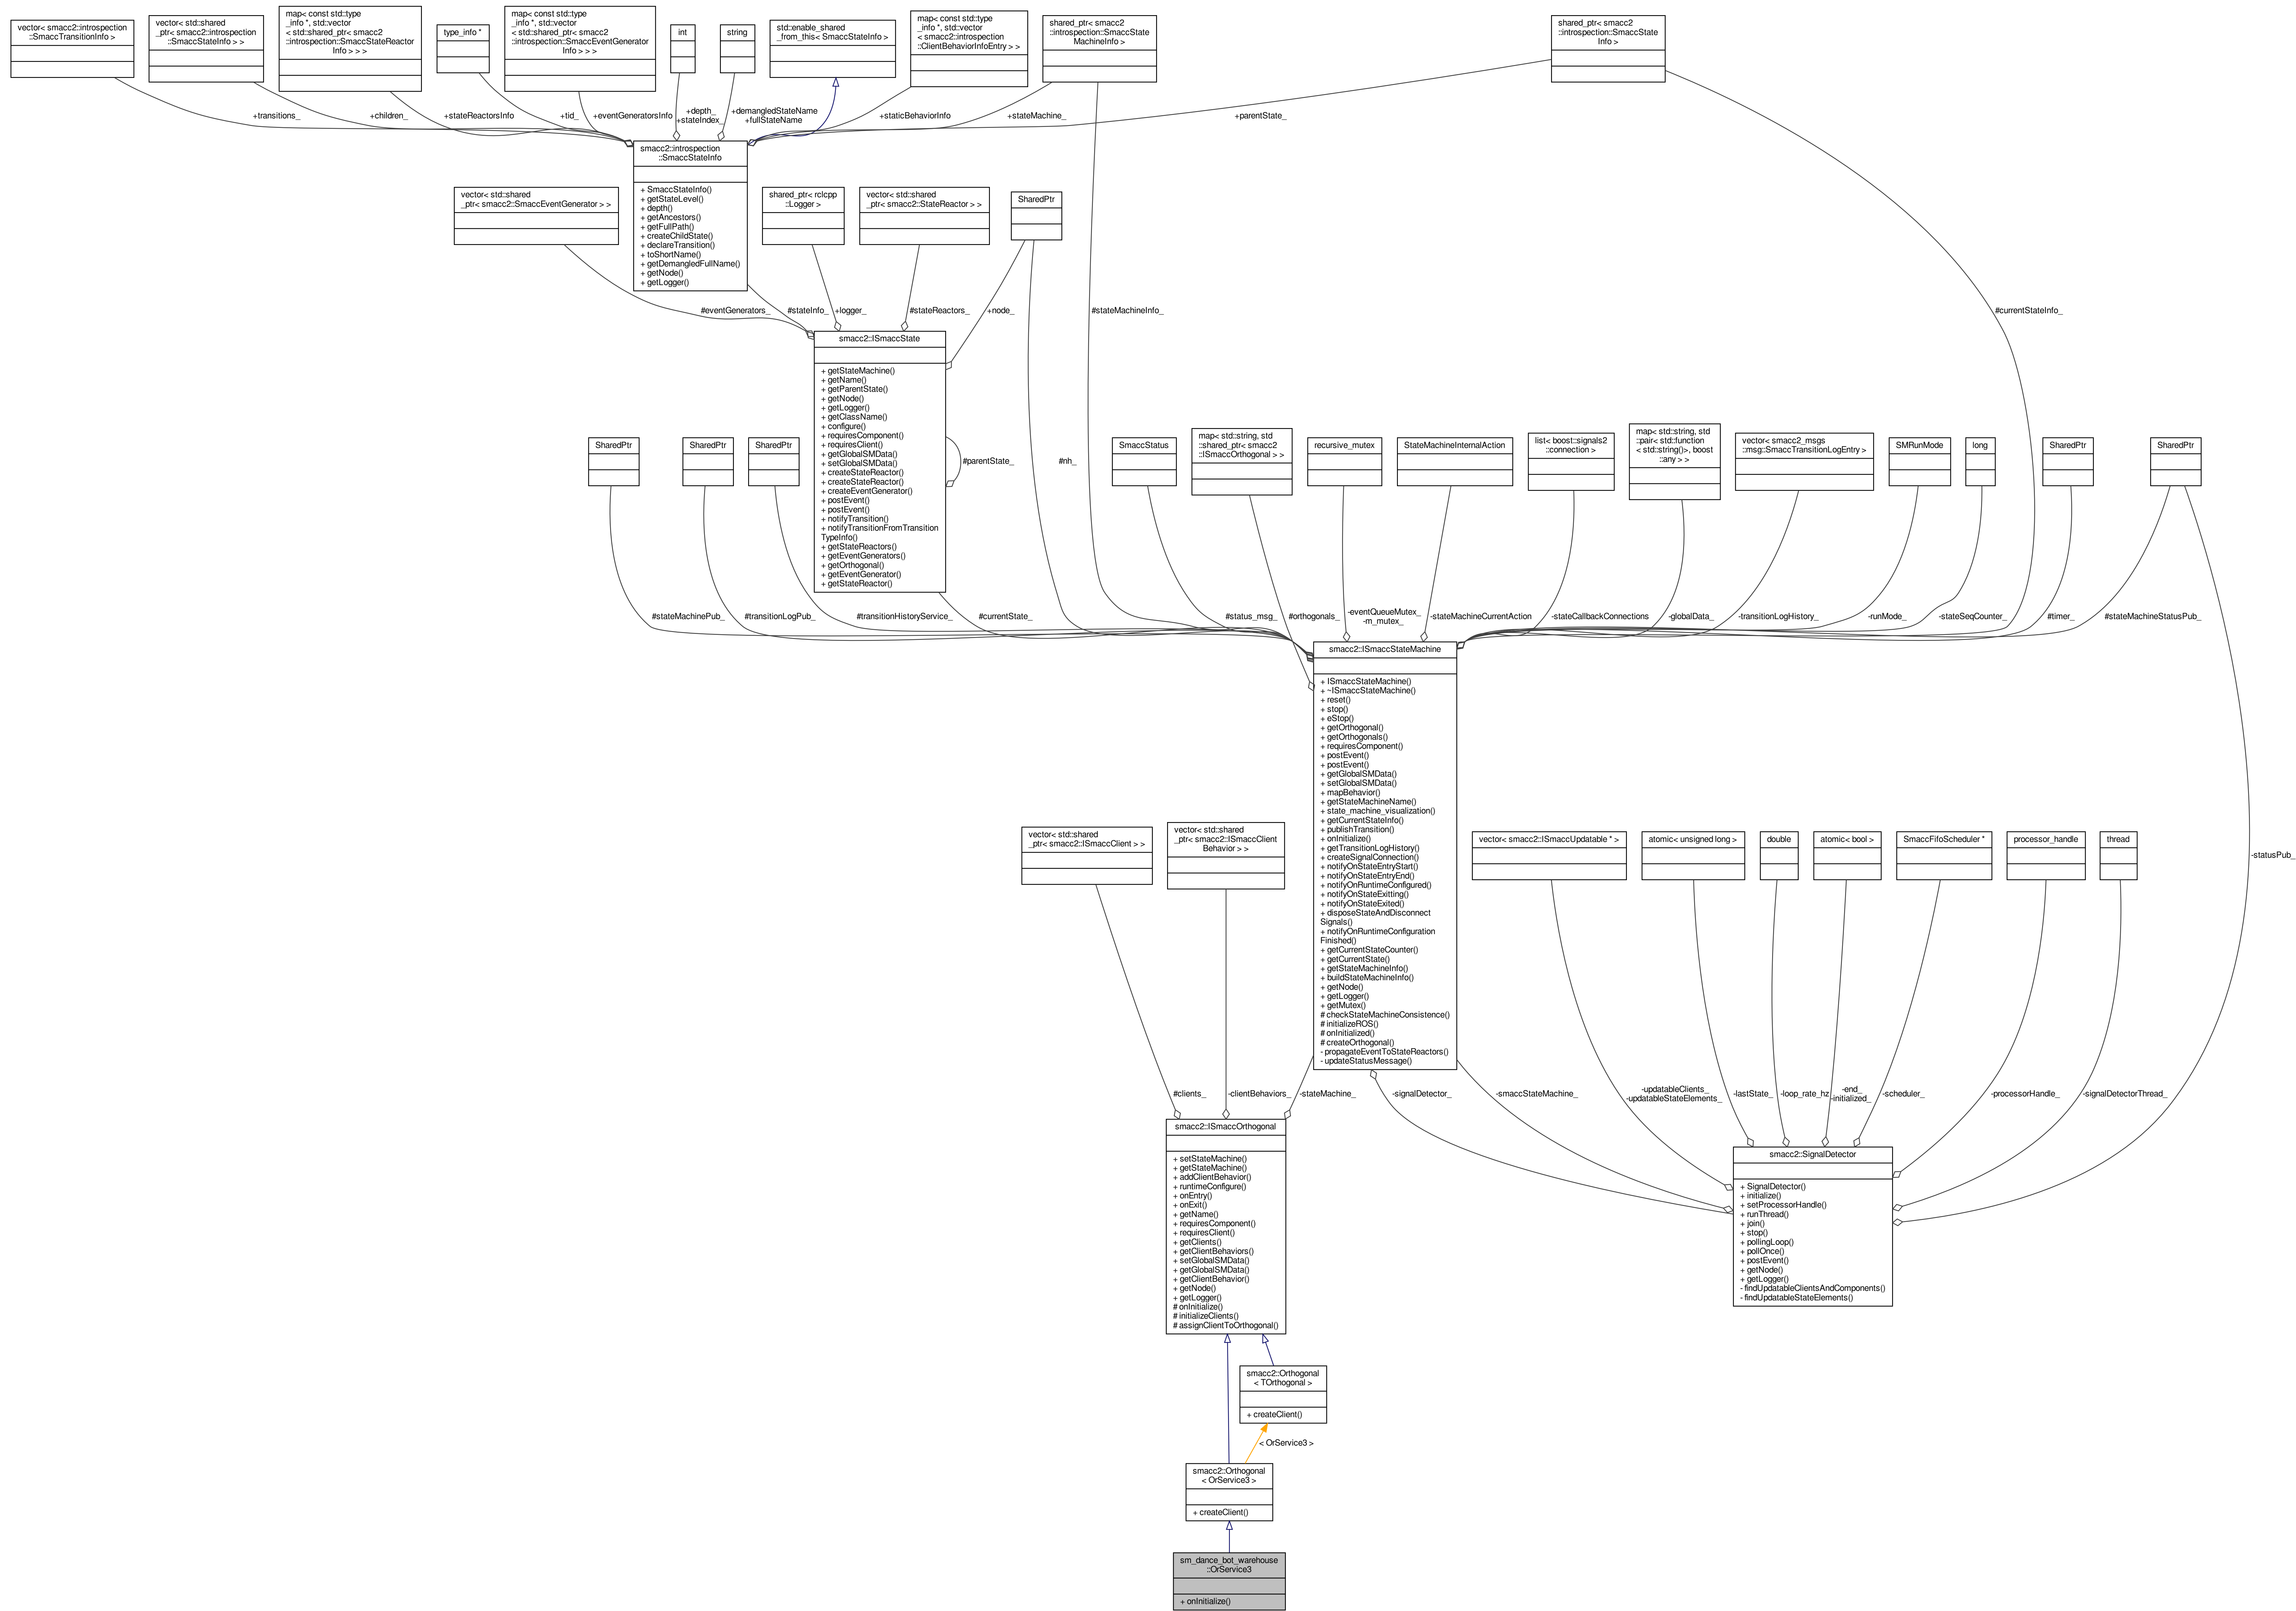 vector< smacc2::introspection
::SmaccTransitionInfo >
vector< std::shared
_ptr< smacc2::introspection
::SmaccStateInfo > >
map< const std::type
_info *, std::vector
< std::shared_ptr< smacc2
::introspection::SmaccStateReactor
Info > > >
type_info *
map< const std::type
_info *, std::vector
< std::shared_ptr< smacc2
::introspection::SmaccEventGenerator
Info > > >
int
string
std::enable_shared
_from_this< SmaccStateInfo >
map< const std::type
_info *, std::vector
< smacc2::introspection
::ClientBehaviorInfoEntry > >
shared_ptr< smacc2
::introspection::SmaccState
MachineInfo >
shared_ptr< smacc2
::introspection::SmaccState
Info >
+transitions_
+children_
+stateReactorsInfo
+tid_
+eventGeneratorsInfo
+depth_
+stateIndex_
+demangledStateName
+fullStateName
+staticBehaviorInfo
+stateMachine_
+parentState_
smacc2::introspection
::SmaccStateInfo
+ SmaccStateInfo()
+ getStateLevel()
+ depth()
+ getAncestors()
+ getFullPath()
+ createChildState()
+ declareTransition()
+ toShortName()
+ getDemangledFullName()
+ getNode()
+ getLogger()
vector< std::shared
_ptr< smacc2::SmaccEventGenerator > >
shared_ptr< rclcpp
::Logger >
vector< std::shared
_ptr< smacc2::StateReactor > >
SharedPtr
#eventGenerators_
#stateInfo_
+logger_
#stateReactors_
+node_
#stateMachineInfo_
#currentStateInfo_
smacc2::ISmaccState
+ getStateMachine()
+ getName()
+ getParentState()
+ getNode()
+ getLogger()
+ getClassName()
+ configure()
+ requiresComponent()
+ requiresClient()
+ getGlobalSMData()
+ setGlobalSMData()
+ createStateReactor()
+ createStateReactor()
+ createEventGenerator()
+ postEvent()
+ postEvent()
+ notifyTransition()
+ notifyTransitionFromTransition
TypeInfo()
+ getStateReactors()
+ getEventGenerators()
+ getOrthogonal()
+ getEventGenerator()
+ getStateReactor()
#parentState_
#nh_
SharedPtr
SharedPtr
SharedPtr
SmaccStatus
map< std::string, std
::shared_ptr< smacc2
::ISmaccOrthogonal > >
recursive_mutex
StateMachineInternalAction
list< boost::signals2
::connection >
map< std::string, std
::pair< std::function
< std::string()>, boost
::any > >
vector< smacc2_msgs
::msg::SmaccTransitionLogEntry >
SMRunMode
long
SharedPtr
SharedPtr
#stateMachinePub_
#transitionLogPub_
#transitionHistoryService_
#currentState_
#status_msg_
#orthogonals_
-eventQueueMutex_
-m_mutex_
-stateMachineCurrentAction
-stateCallbackConnections
-globalData_
-transitionLogHistory_
-runMode_
-stateSeqCounter_
#timer_
#stateMachineStatusPub_
smacc2::ISmaccStateMachine
+ ISmaccStateMachine()
+ ~ISmaccStateMachine()
+ reset()
+ stop()
+ eStop()
+ getOrthogonal()
+ getOrthogonals()
+ requiresComponent()
+ postEvent()
+ postEvent()
+ getGlobalSMData()
+ setGlobalSMData()
+ mapBehavior()
+ getStateMachineName()
+ state_machine_visualization()
+ getCurrentStateInfo()
+ publishTransition()
+ onInitialize()
+ getTransitionLogHistory()
+ createSignalConnection()
+ notifyOnStateEntryStart()
+ notifyOnStateEntryEnd()
+ notifyOnRuntimeConfigured()
+ notifyOnStateExitting()
+ notifyOnStateExited()
+ disposeStateAndDisconnect
Signals()
+ notifyOnRuntimeConfiguration
Finished()
+ getCurrentStateCounter()
+ getCurrentState()
+ getStateMachineInfo()
+ buildStateMachineInfo()
+ getNode()
+ getLogger()
+ getMutex()
# checkStateMachineConsistence()
# initializeROS()
# onInitialized()
# createOrthogonal()
- propagateEventToStateReactors()
- updateStatusMessage()
vector< std::shared
_ptr< smacc2::ISmaccClient > >
vector< std::shared
_ptr< smacc2::ISmaccClient
Behavior > >
vector< smacc2::ISmaccUpdatable * >
atomic< unsigned long >
double
atomic< bool >
SmaccFifoScheduler *
processor_handle
thread
-statusPub_
#clients_
-clientBehaviors_
-stateMachine_
-signalDetector_
-smaccStateMachine_
-updatableClients_
-updatableStateElements_
-lastState_
-loop_rate_hz
-end_
-initialized_
-scheduler_
-processorHandle_
-signalDetectorThread_
smacc2::ISmaccOrthogonal
+ setStateMachine()
+ getStateMachine()
+ addClientBehavior()
+ runtimeConfigure()
+ onEntry()
+ onExit()
+ getName()
+ requiresComponent()
+ requiresClient()
+ getClients()
+ getClientBehaviors()
+ setGlobalSMData()
+ getGlobalSMData()
+ getClientBehavior()
+ getNode()
+ getLogger()
# onInitialize()
# initializeClients()
# assignClientToOrthogonal()
smacc2::SignalDetector
+ SignalDetector()
+ initialize()
+ setProcessorHandle()
+ runThread()
+ join()
+ stop()
+ pollingLoop()
+ pollOnce()
+ postEvent()
+ getNode()
+ getLogger()
- findUpdatableClientsAndComponents()
- findUpdatableStateElements()
smacc2::Orthogonal
< TOrthogonal >
+ createClient()
< OrService3 >
smacc2::Orthogonal
< OrService3 >
+ createClient()
sm_dance_bot_warehouse
::OrService3
+ onInitialize()